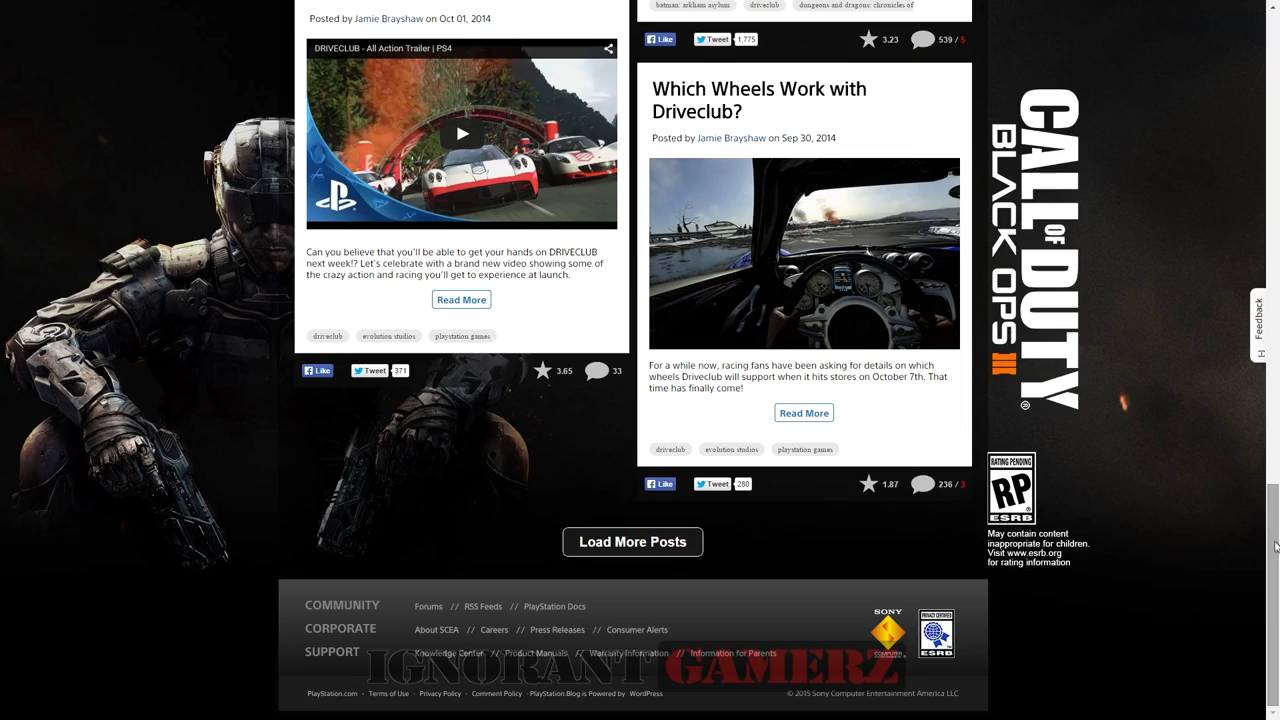 Posted by Jamie Brayshaw on Oct 01, 2014
DRIVECLUB - All Action Trailer | PS4
Can you believe that you'll be able to get your hands on DRIVECLUB
next week!? Let's celebrate with a brand new video showing some of
the crazy action and racing you'll get to experience at launch.
Read More
driveclub evolution studios playstation games
Like Tweet 371 3.65 33
batman: arkham asylum driveclub dungeons and dragons: chronicles of
Like Tweet 1,775 3.23 539 / 5
Which Wheels Work with
Driveclub?
Posted by Jamie Brayshaw on Sep 30, 2014
For a while now, racing fans have been asking for details on which
wheels Driveclub will support when it hits stores on October 7th. That
time has finally come!
Read More
driveclub evolution studios playstation games
Like Tweet 280 1.87 236 / 3
Load More Posts
CALL OF DUTY®
BLACK OPS III
[-] Feedback
RATING PENDING
RP
ESRB
May contain content
inappropriate for children.
Visit www.esrb.org
for rating information
COMMUNITY Forums // RSS Feeds // PlayStation Docs
CORPORATE About SCEA // Careers // Press Releases // Consumer Alerts
SUPPORT Knowledge Center // Product Manuals // Warranty Information // Information for Parents
SONY
COMPUTER
PRIVACY CERTIFIED
ESRB
IGNORANT GAMERZ
PlayStation.com - Terms of Use - Privacy Policy - Comment Policy - PlayStation.Blog is Powered by WordPress
© 2015 Sony Computer Entertainment America LLC